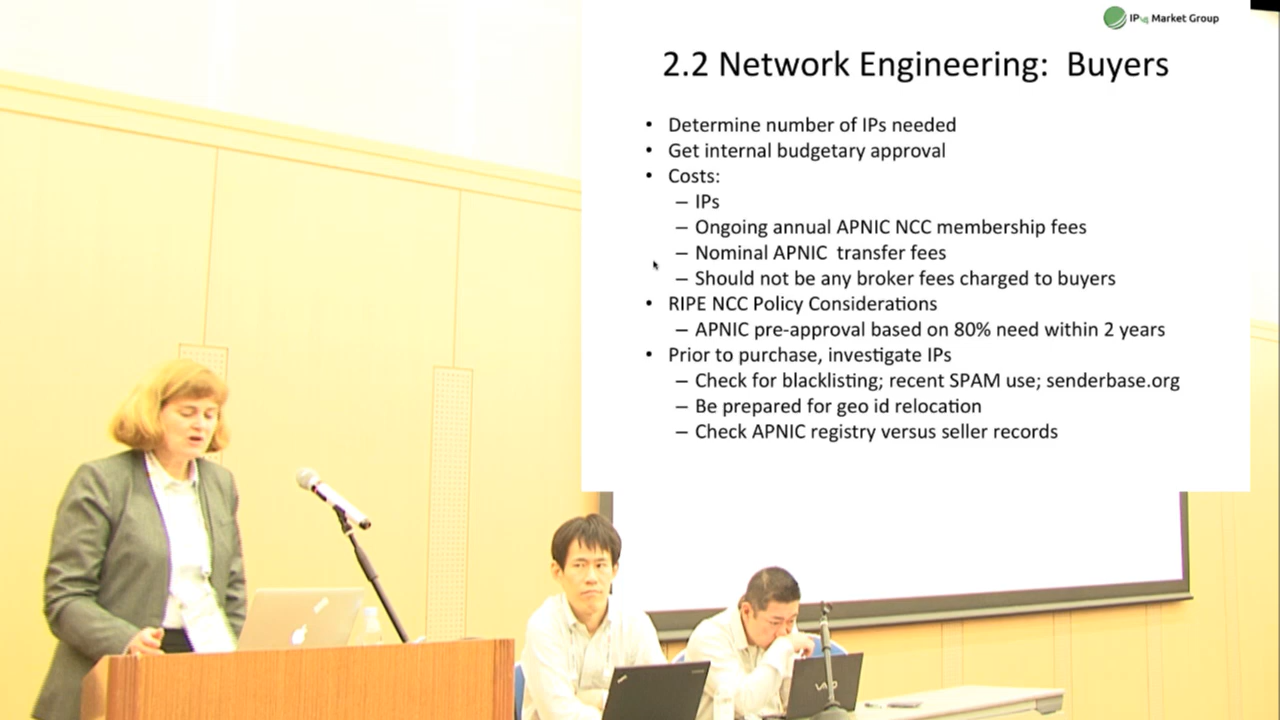 IPv4 Market Group
2.2 Network Engineering: Buyers
• Determine number of IPs needed
• Get internal budgetary approval
• Costs:
– IPs
– Ongoing annual APNIC NCC membership fees
– Nominal APNIC transfer fees
– Should not be any broker fees charged to buyers
• RIPE NCC Policy Considerations
– APNIC pre-approval based on 80% need within 2 years
• Prior to purchase, investigate IPs
– Check for blacklisting; recent SPAM use; senderbase.org
– Be prepared for geo id relocation
– Check APNIC registry versus seller records
VAIO